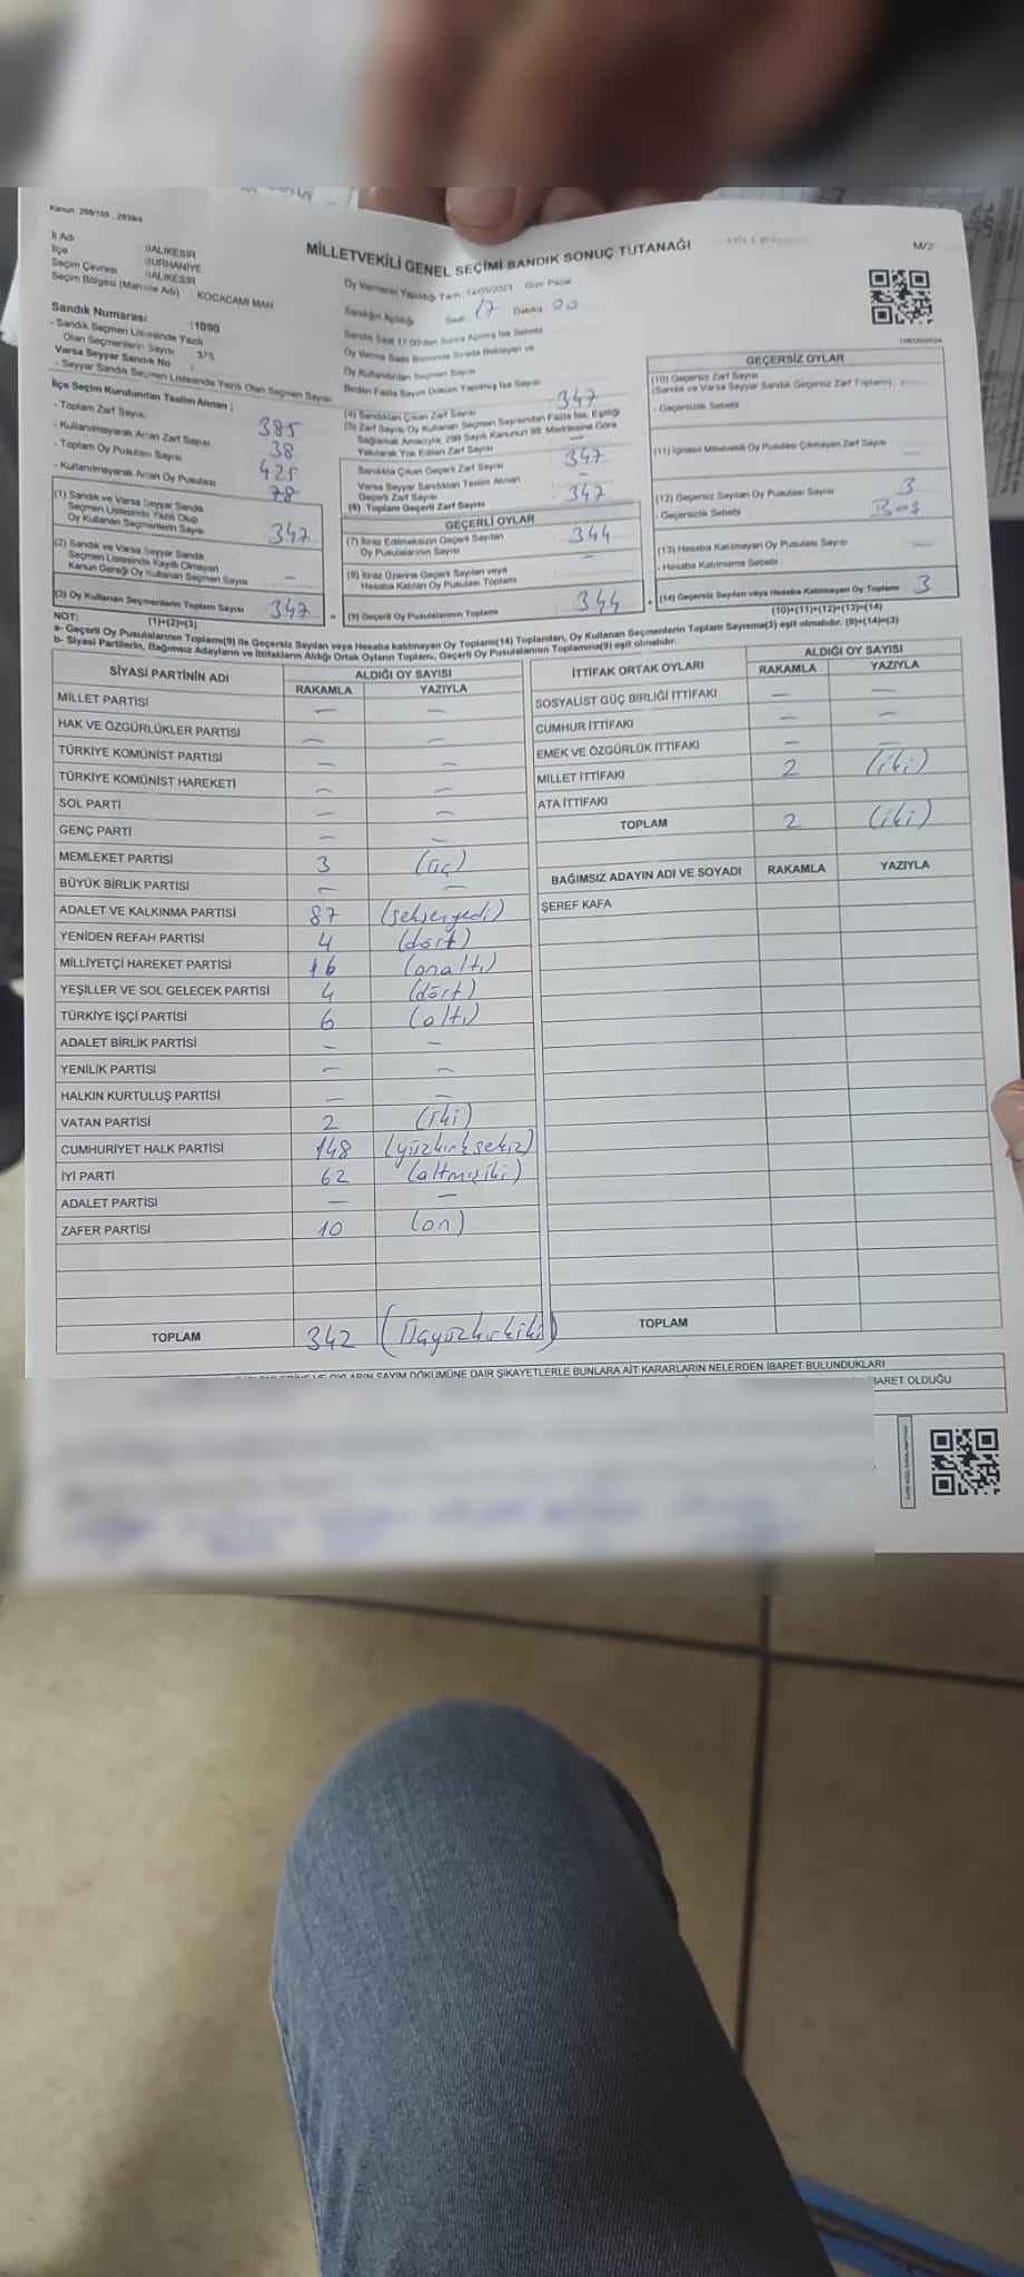 Kanun: 298/105 , 2839/4
MİLLETVEKİLİ GENEL SEÇİMİ SANDIK SONUÇ TUTANAĞI
M/2
İl Adı : BALIKESİR
İlçe : BURHANİYE
Seçim Çevresi : BALIKESİR
Seçim Bölgesi (Mahalle Adı) : KOCACAMİ MAH
Sandık Numarası :1090
- Sandık Seçmen Listesinde Yazılı
Olan Seçmenlerin Sayısı : 375
Varsa Seyyar Sandık No :
- Seyyar Sandık Seçmen Listesinde Yazılı Olan Seçmen Sayısı
İlçe Seçim Kurulundan Teslim Alınan ;
- Toplam Zarf Sayısı 385
- Kullanılmayarak Artan Zarf Sayısı 38
- Toplam Oy Pusulası Sayısı 425
- Kullanılmayarak Artan Oy Pusulası 78
(1) Sandık ve Varsa Seyyar Sandık
Seçmen Listesinde Yazılı Olup
Oy Kullanan Seçmenlerin Sayısı 347
(2) Sandık ve Varsa Seyyar Sandık
Seçmen Listesinde Kayıtlı Olmayan
Kanun Gereği Oy Kullanan Seçmen Sayısı –
(3) Oy Kullanan Seçmenlerin Toplam Sayısı 347
(1)+(2)=(3)
Oy Vermenin Yapıldığı Tarih : 14/05/2023 Gün: Pazar
Sandığın Açıldığı Saat 17 Dakika 20
Sandık Saat 17.00'den Sonra Açılmış İse Sebebi
Oy Verme Saati Bitiminde Sırada Bekleyen ve
Oy Kullandırılan Seçmen Sayısı
Birden Fazla Sayım Döküm Yapılmış İse Sayısı
(4) Sandıktan Çıkan Zarf Sayısı 347
(5) Zarf Sayısı Oy Kullanan Seçmen Sayısından Fazla İse, Eşitliği
Sağlamak Amacıyla, 298 Sayılı Kanunun 98. Maddesine Göre
Yakılarak Yok Edilen Zarf Sayısı –
Sandıkta Çıkan Geçerli Zarf Sayısı 347
Varsa Seyyar Sandıktan Teslim Alınan
Geçerli Zarf Sayısı –
(6) Toplam Geçerli Zarf Sayısı 347
GEÇERLİ OYLAR
(7) İtiraz Edilmeksizin Geçerli Sayılan
Oy Pusulalarının Sayısı 344
(8) İtiraz Üzerine Geçerli Sayılan veya
Hesaba Katılan Oy Pusulası Toplamı –
(9) Geçerli Oy Pusulalarının Toplamı 344
GEÇERSİZ OYLAR
(10) Geçersiz Zarf Sayısı
(Sandık ve Varsa Seyyar Sandık Geçersiz Zarf Toplamı)
- Geçersizlik Sebebi
(11) İçinden Milletvekili Oy Pusulası Çıkmayan Zarf Sayısı –
(12) Geçersiz Sayılan Oy Pusulası Sayısı 3
- Geçersizlik Sebebi Boş
(13) Hesaba Katılmayan Oy Pusulası Sayısı –
- Hesaba Katılmama Sebebi
(14) Geçersiz Sayılan veya Hesaba Katılmayan Oy Toplamı 3
(10)+(11)+(12)+(13)=(14)
NOT:
a- Geçerli Oy Pusulalarının Toplamı(9) ile Geçersiz Sayılan veya Hesaba katılmayan Oy Toplamı(14) Toplamları, Oy Kullanan Seçmenlerin Toplam Sayısına(3) eşit olmalıdır. (9)+(14)=(3)
b- Siyasi Partilerin, Bağımsız Adayların ve İttifakların Aldığı Ortak Oyların Toplamı, Geçerli Oy Pusulalarının Toplamına(9) eşit olmalıdır.
SİYASİ PARTİNİN ADI ALDIĞI OY SAYISI
RAKAMLA YAZIYLA
MİLLET PARTİSİ – –
HAK VE ÖZGÜRLÜKLER PARTİSİ – –
TÜRKİYE KOMÜNİST PARTİSİ – –
TÜRKİYE KOMÜNİST HAREKETİ – –
SOL PARTİ – –
GENÇ PARTİ – –
MEMLEKET PARTİSİ 3 (üç)
BÜYÜK BİRLİK PARTİSİ – –
ADALET VE KALKINMA PARTİSİ 87 (seksenyedi)
YENİDEN REFAH PARTİSİ 4 (dört)
MİLLİYETÇİ HAREKET PARTİSİ 16 (onaltı)
YEŞİLLER VE SOL GELECEK PARTİSİ 4 (dört)
TÜRKİYE İŞÇİ PARTİSİ 6 (altı)
ADALET BİRLİK PARTİSİ – –
YENİLİK PARTİSİ – –
HALKIN KURTULUŞ PARTİSİ – –
VATAN PARTİSİ 2 (iki)
CUMHURİYET HALK PARTİSİ 148 (yüzkırksekiz)
İYİ PARTİ 62 (altmışiki)
ADALET PARTİSİ – –
ZAFER PARTİSİ 10 (on)
TOPLAM 342 (üçyüzkırkiki)
İTTİFAK ORTAK OYLARI ALDIĞI OY SAYISI
RAKAMLA YAZIYLA
SOSYALİST GÜÇ BİRLİĞİ İTTİFAKI – –
CUMHUR İTTİFAKI – –
EMEK VE ÖZGÜRLÜK İTTİFAKI – –
MİLLET İTTİFAKI 2 (iki)
ATA İTTİFAKI
TOPLAM 2 (iki)
BAĞIMSIZ ADAYIN ADI VE SOYADI RAKAMLA YAZIYLA
ŞEREF KAFA
TOPLAM
SAYIM DÖKÜMÜNE DAİR ŞİKAYETLERLE BUNLARA AİT KARARLARIN NELERDEN İBARET BULUNDUKLARI
İBARET OLDUĞU